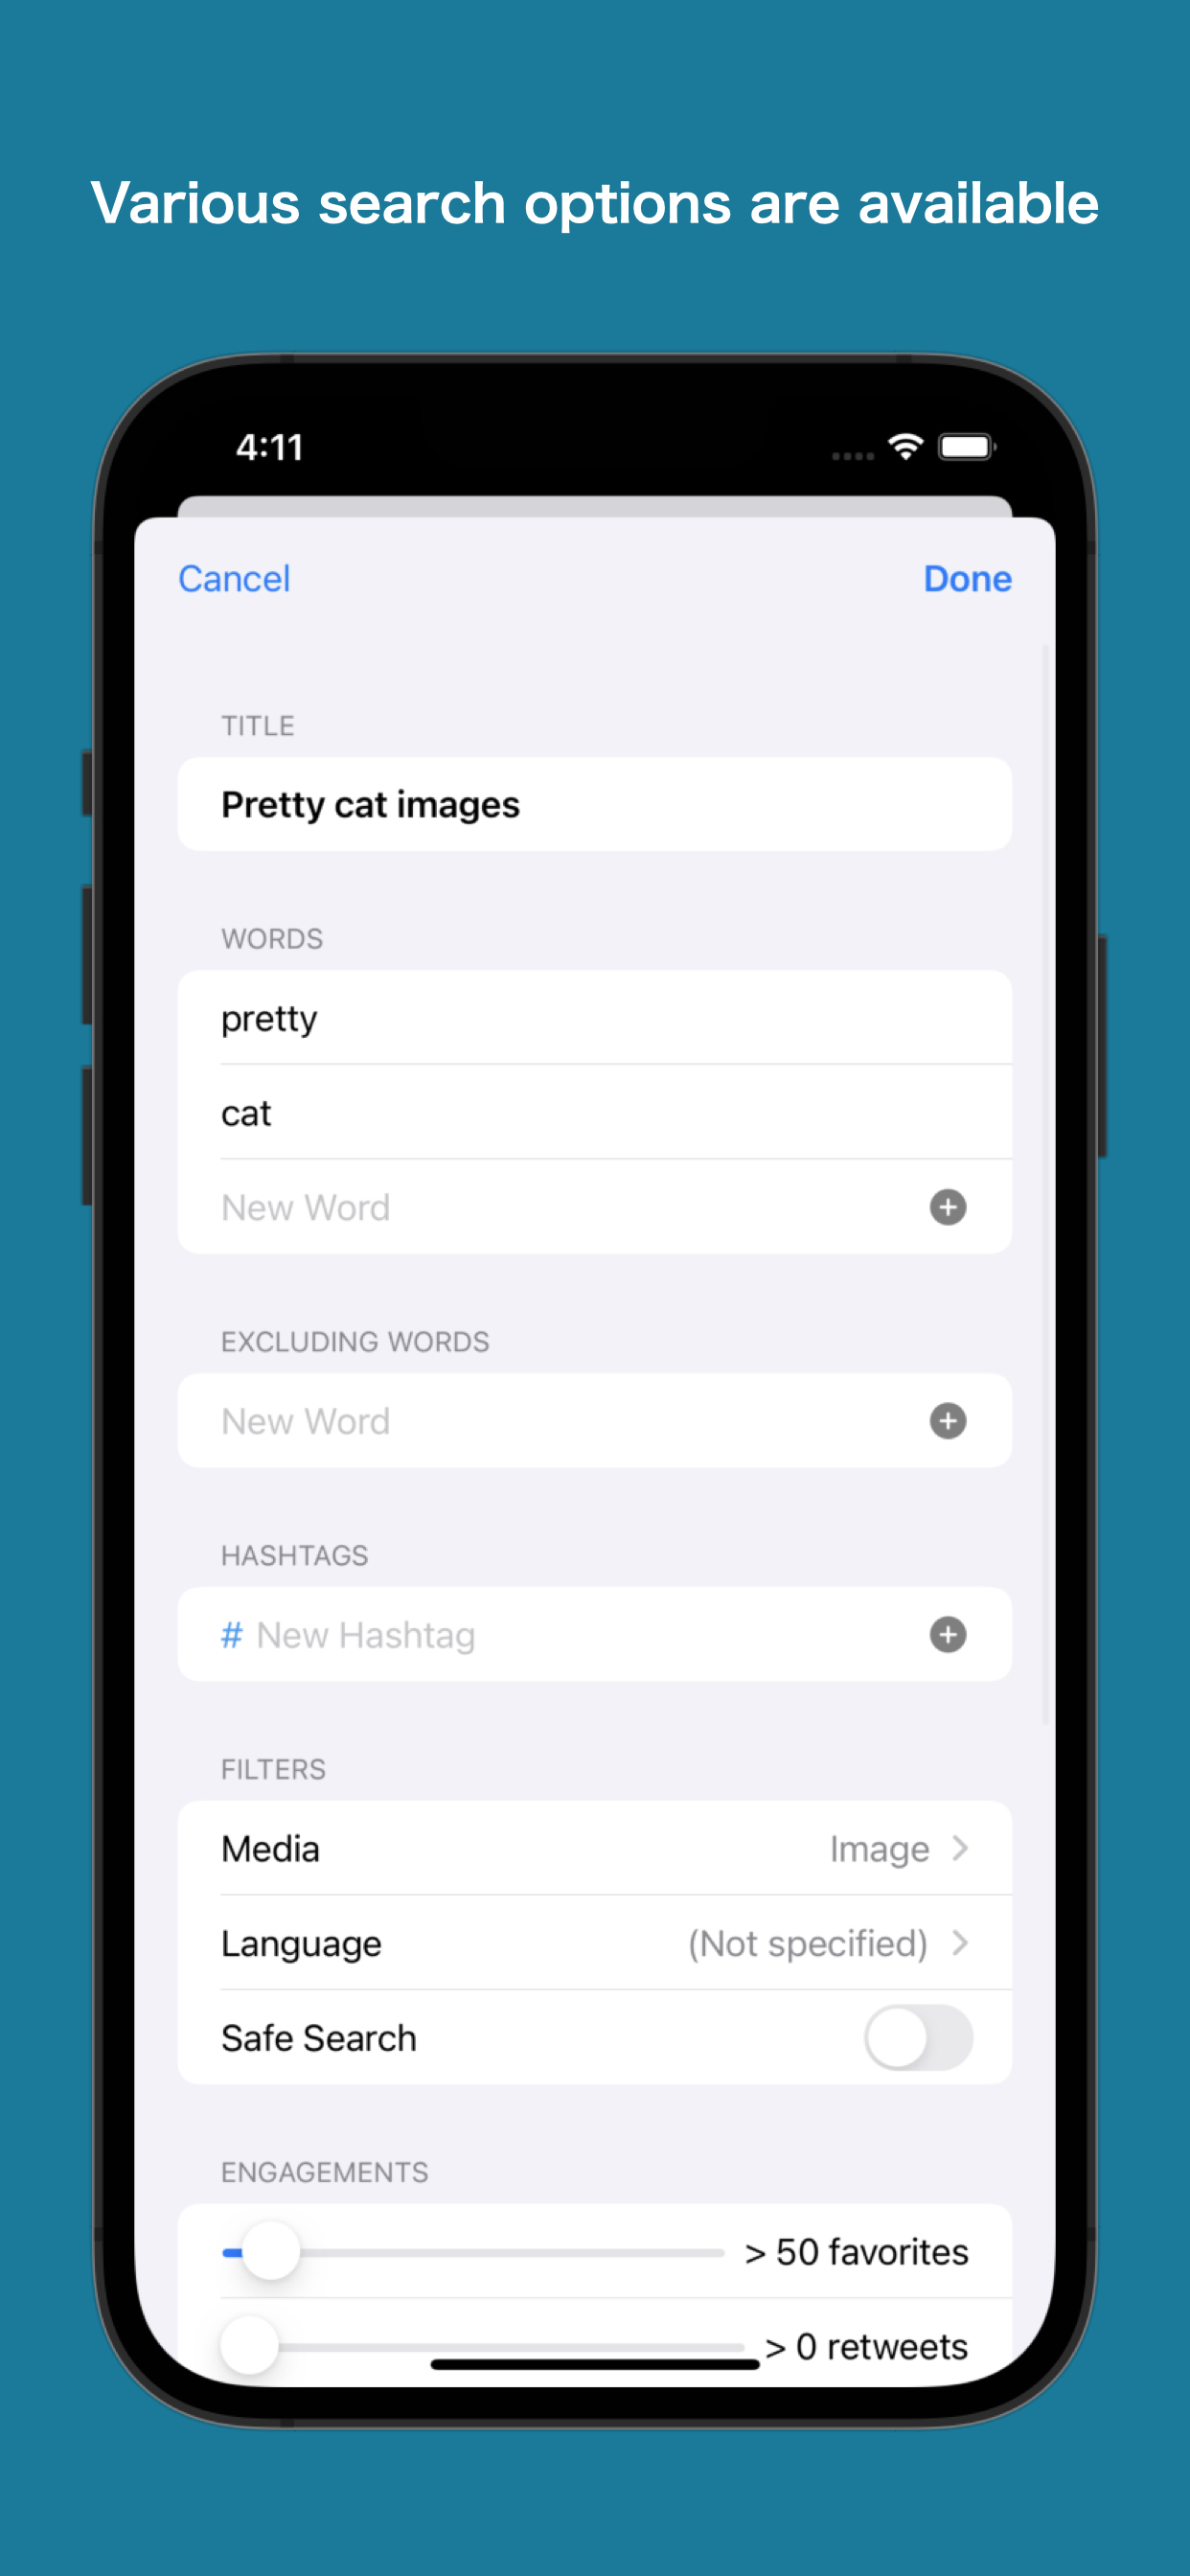 Various search options are available
4:11
Cancel
Done
TITLE
Pretty cat images
WORDS
pretty
cat
New Word
EXCLUDING WORDS
New Word
HASHTAGS
# New Hashtag
FILTERS
Media Image
Language (Not specified)
Safe Search
ENGAGEMENTS
> 50 favorites
> 0 retweets